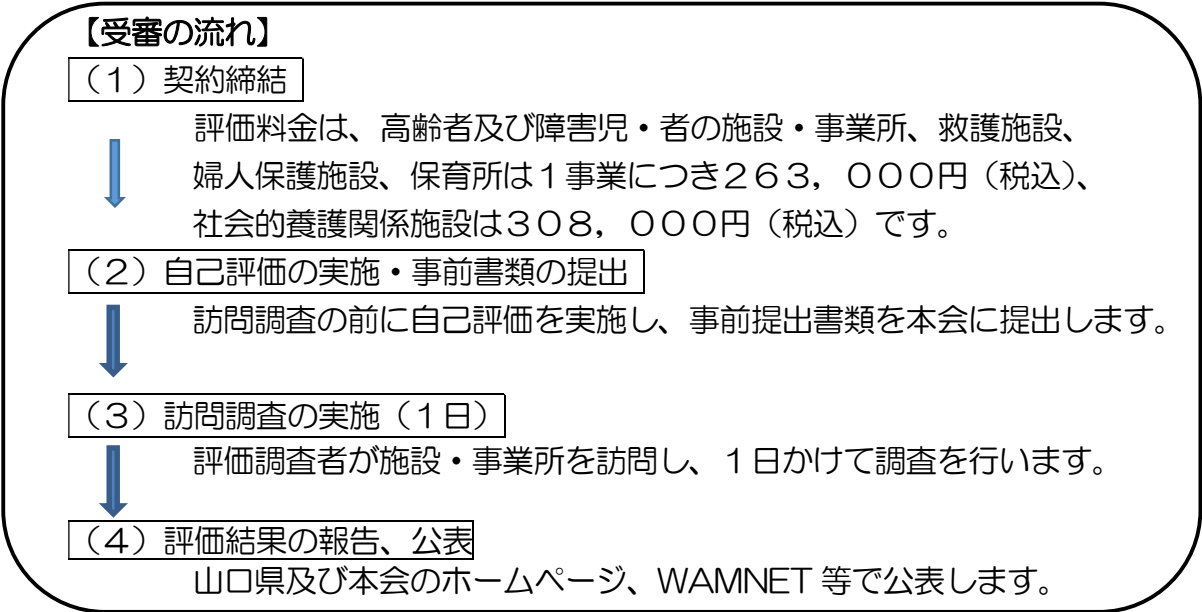 【受審の流れ】
（１）契約締結
評価料金は、高齢者及び障害児・者の施設・事業所、救護施設、
婦人保護施設、保育所は１事業につき２６３，０００円（税込）、
社会的養護関係施設は３０８，０００円（税込）です。
（２）自己評価の実施・事前書類の提出
訪問調査の前に自己評価を実施し、事前提出書類を本会に提出します。
（３）訪問調査の実施（１日）
評価調査者が施設・事業所を訪問し、１日かけて調査を行います。
（４）評価結果の報告、公表
山口県及び本会のホームページ、WAMNET 等で公表します。